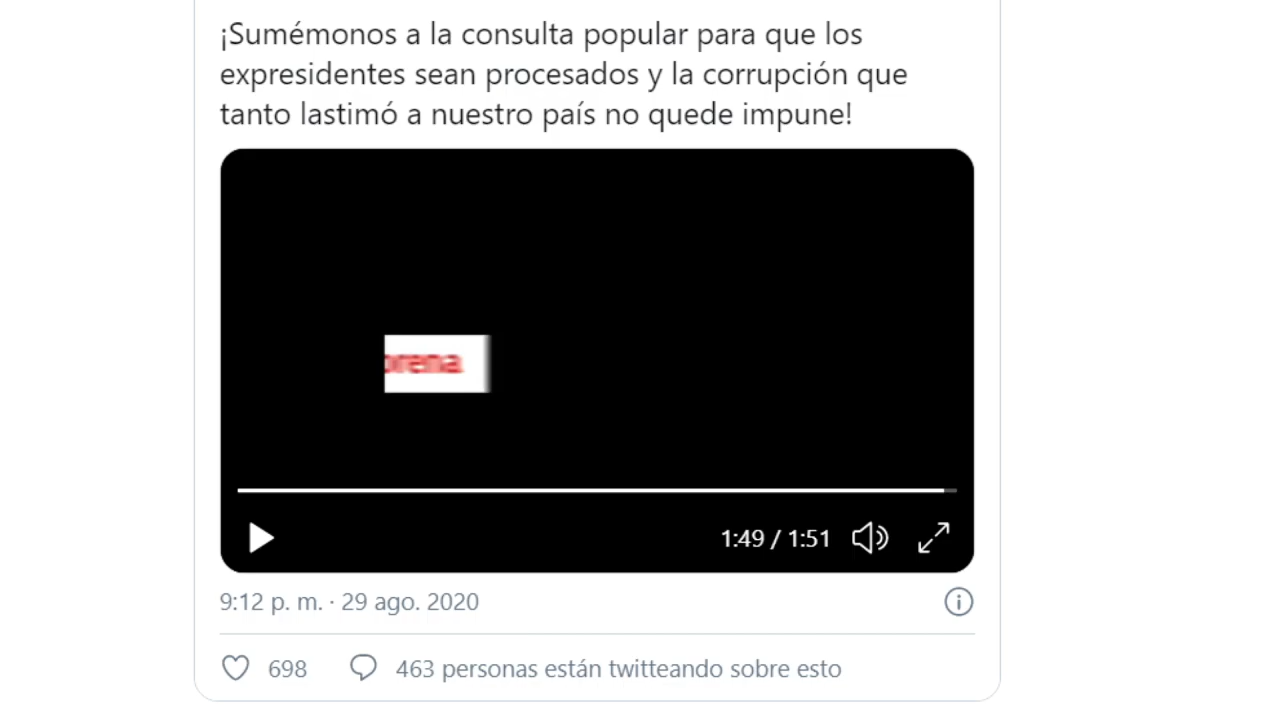 ¡Sumémonos a la consulta popular para que los
expresidentes sean procesados y la corrupción que
tanto lastimó a nuestro país no quede impune!
orena
1:49 / 1:51
9:12 p. m. · 29 ago. 2020
698
463 personas están twitteando sobre esto